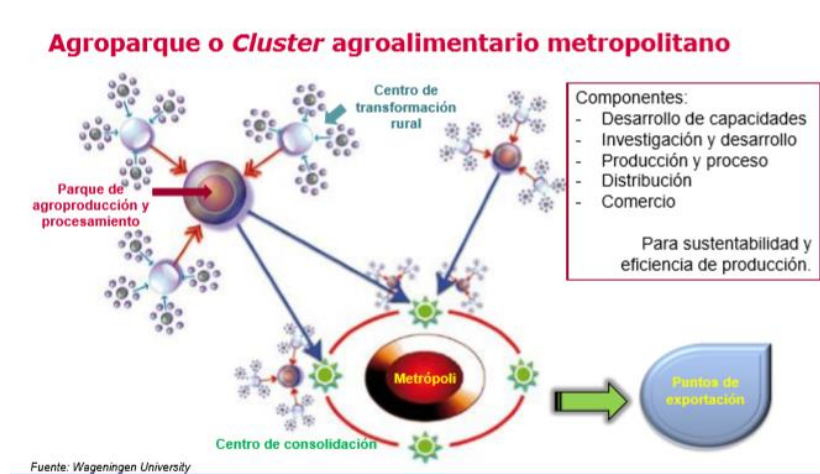 Agroparque o Cluster agroalimentario metropolitano
Centro de
transformación
rural
Componentes:
- Desarrollo de capacidades
- Investigación y desarrollo
- Producción y proceso
- Distribución
- Comercio
Para sustentabilidad y
eficiencia de producción.
Parque de
agroproducción y
procesamiento
Metrópoli
Puntos de
exportación
Centro de consolidación
Fuente: Wageningen University